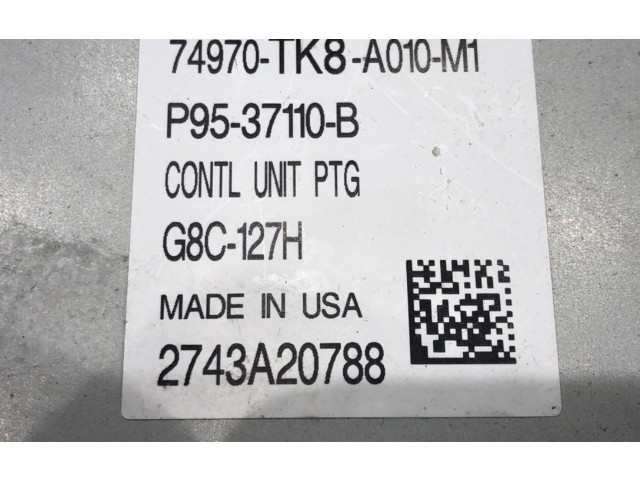 74970-TK8-A010-M1
P95-37110-B
CONTL UNIT PTG
G8C-127H
MADE IN USA
2743A20788